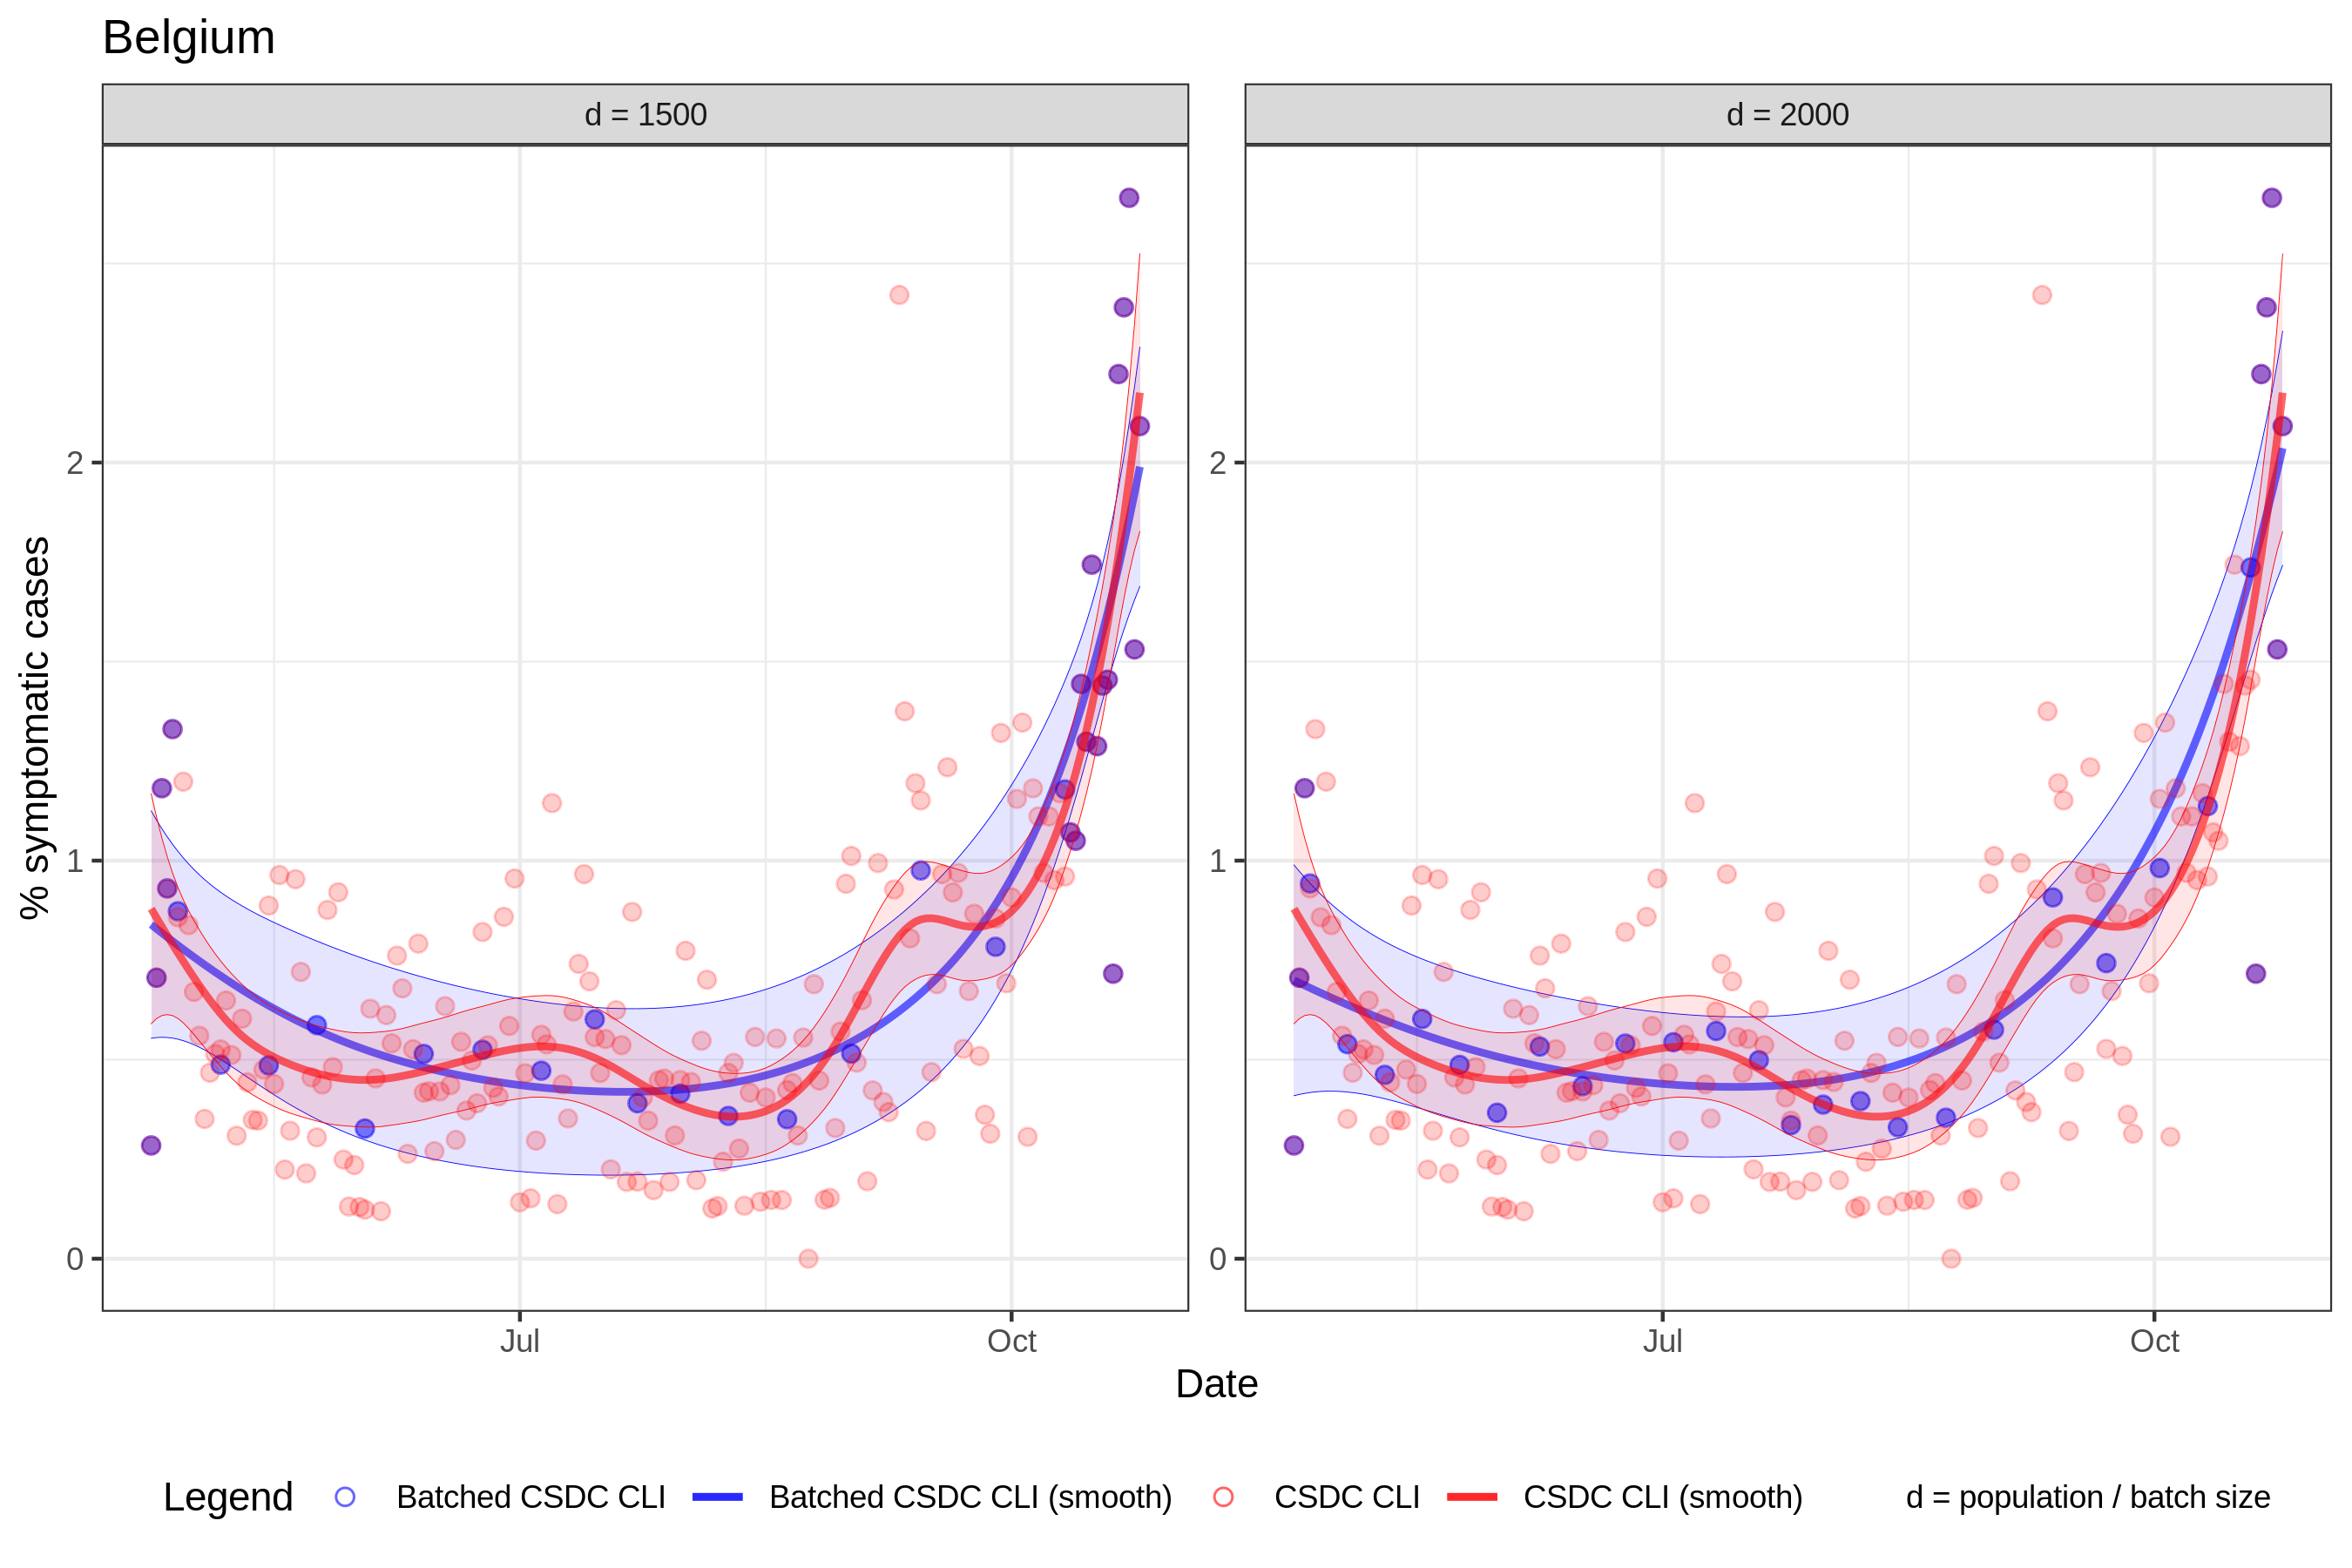 Belgium
d = 1500
d = 2000
% symptomatic cases
2
1
0
2
1
0
Jul
Oct
Jul
Oct
Date
Legend
Batched CSDC CLI
Batched CSDC CLI (smooth)
CSDC CLI
CSDC CLI (smooth)
d = population / batch size